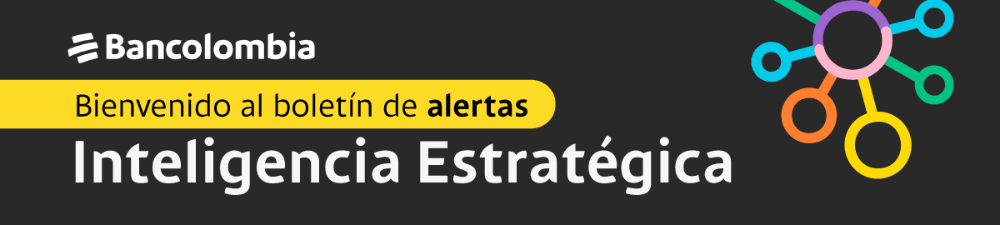 Bancolombia
Bienvenido al boletín de alertas
Inteligencia Estratégica